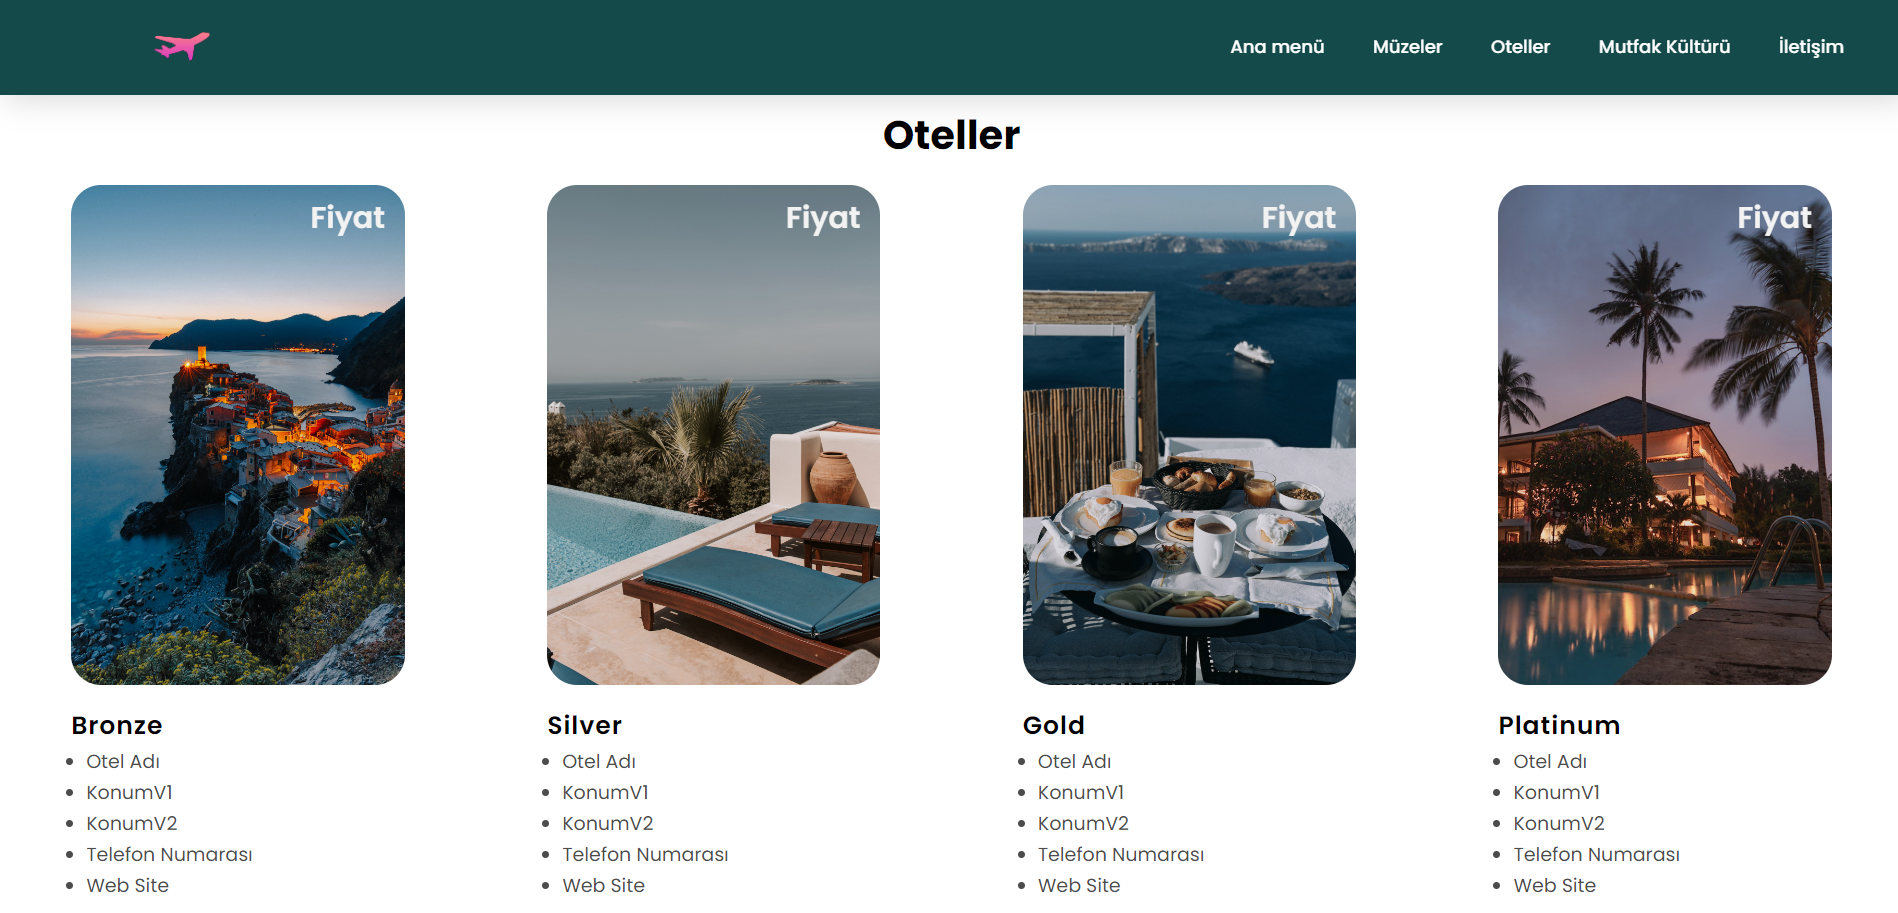 Ana menü Müzeler Oteller Mutfak Kültürü İletişim
Oteller
Fiyat
Bronze
Otel Adı
KonumV1
KonumV2
Telefon Numarası
Web Site
Fiyat
Silver
Otel Adı
KonumV1
KonumV2
Telefon Numarası
Web Site
Fiyat
Gold
Otel Adı
KonumV1
KonumV2
Telefon Numarası
Web Site
Fiyat
Platinum
Otel Adı
KonumV1
KonumV2
Telefon Numarası
Web Site